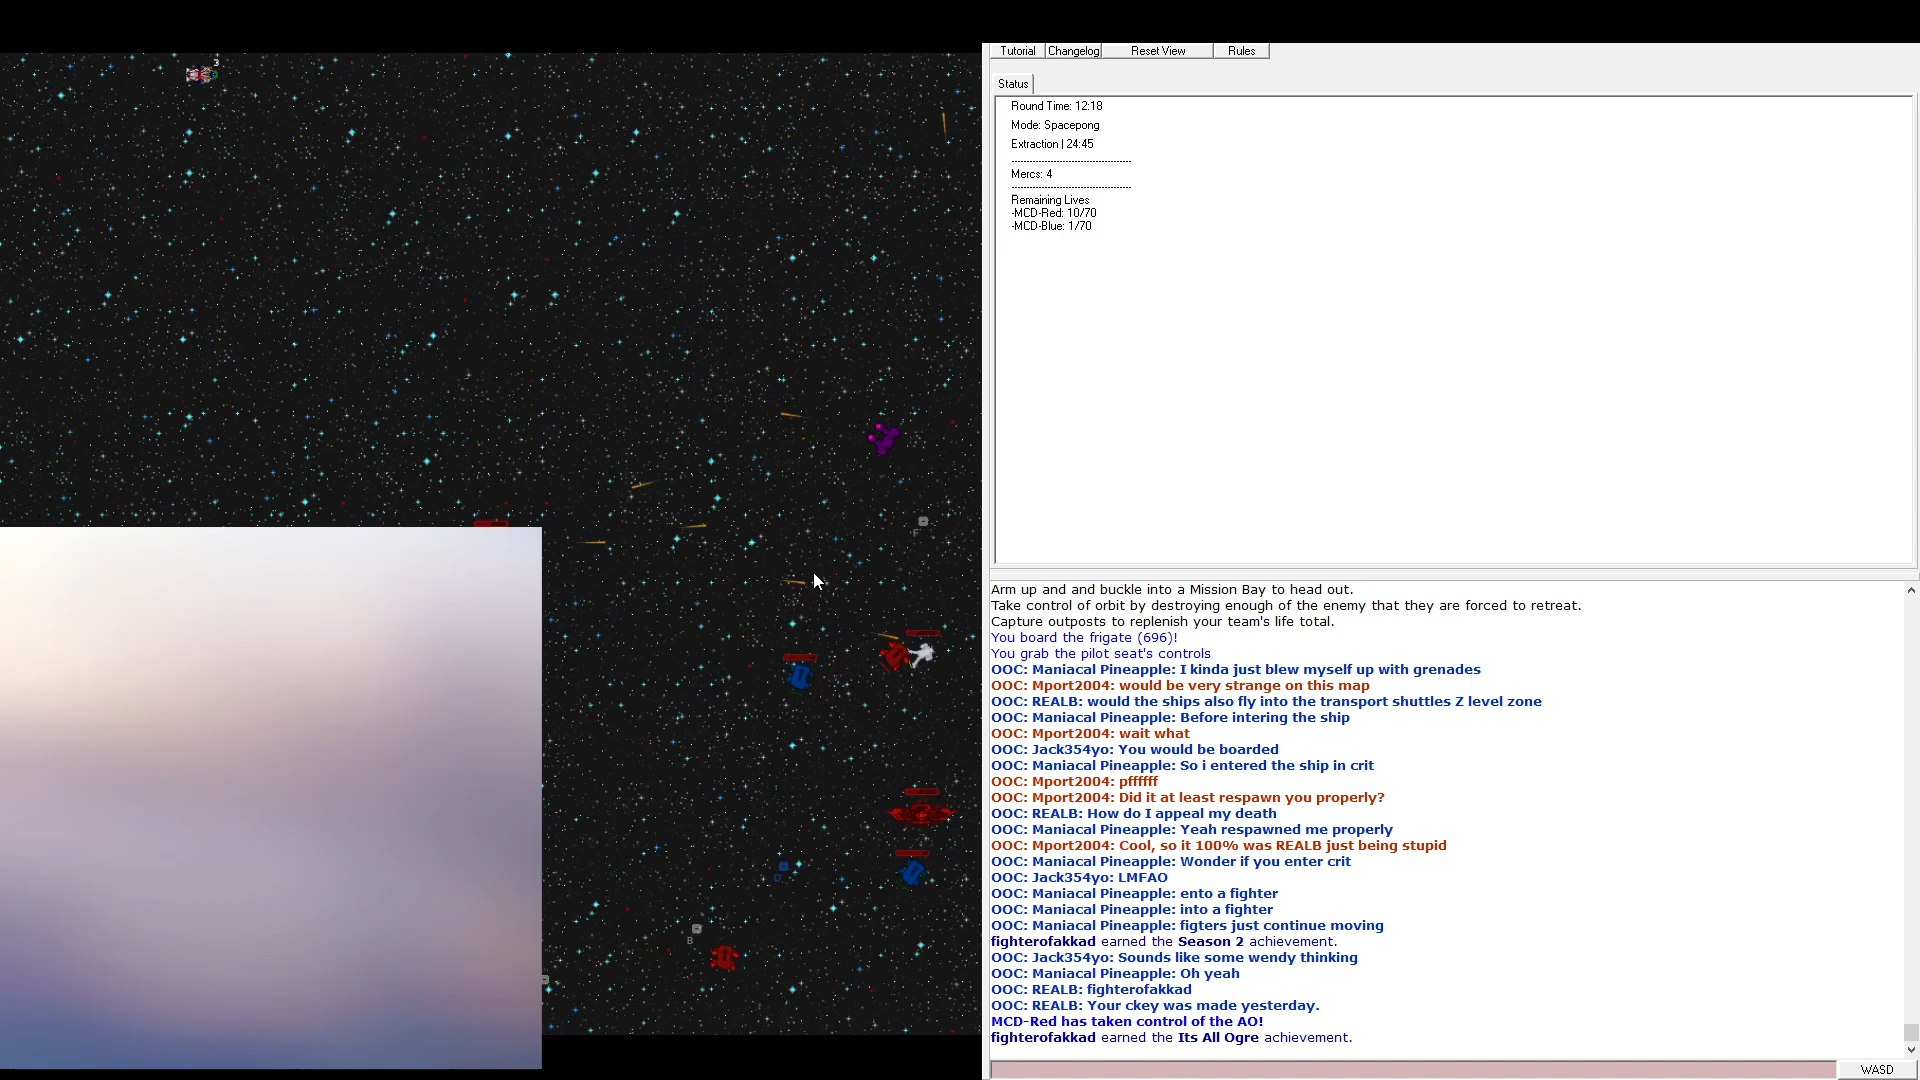 3
F
B
Tutorial Changelog Reset View Rules
Status
Round Time: 12:18
Mode: Spacepong
Extraction | 24:45
Mercs: 4
Remaining Lives
-MCD-Red: 10/70
-MCD-Blue: 1/70
Arm up and and buckle into a Mission Bay to head out.
Take control of orbit by destroying enough of the enemy that they are forced to retreat.
Capture outposts to replenish your team's life total.
You board the frigate (696)!
You grab the pilot seat's controls
OOC: Maniacal Pineapple: I kinda just blew myself up with grenades
OOC: Mport2004: would be very strange on this map
OOC: REALB: would the ships also fly into the transport shuttles Z level zone
OOC: Maniacal Pineapple: Before intering the ship
OOC: Mport2004: wait what
OOC: Jack354yo: You would be boarded
OOC: Maniacal Pineapple: So i entered the ship in crit
OOC: Mport2004: pffffff
OOC: Mport2004: Did it at least respawn you properly?
OOC: REALB: How do I appeal my death
OOC: Maniacal Pineapple: Yeah respawned me properly
OOC: Mport2004: Cool, so it 100% was REALB just being stupid
OOC: Maniacal Pineapple: Wonder if you enter crit
OOC: Jack354yo: LMFAO
OOC: Maniacal Pineapple: ento a fighter
OOC: Maniacal Pineapple: into a fighter
OOC: Maniacal Pineapple: figters just continue moving
fighterofakkad earned the Season 2 achievement.
OOC: Jack354yo: Sounds like some wendy thinking
OOC: Maniacal Pineapple: Oh yeah
OOC: REALB: fighterofakkad
OOC: REALB: Your ckey was made yesterday.
MCD-Red has taken control of the AO!
fighterofakkad earned the Its All Ogre achievement.
WASD